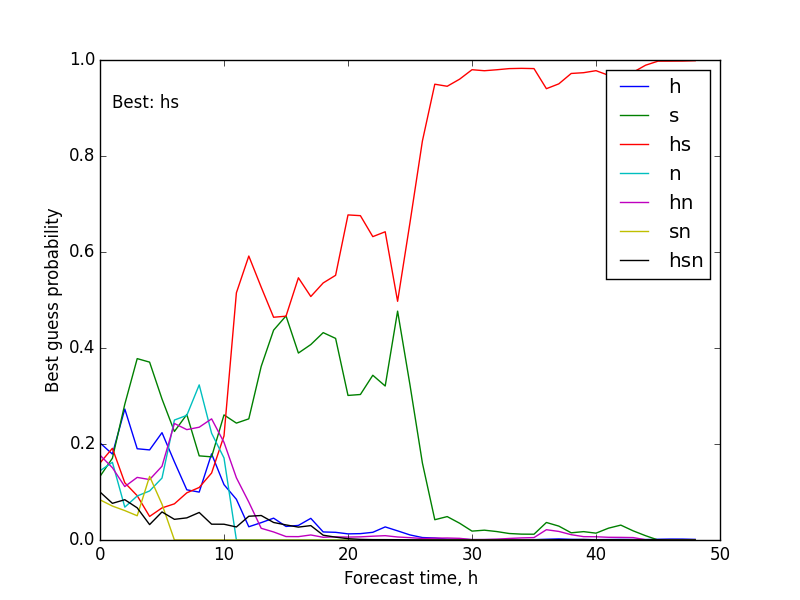 Best: hs
h
s
hs
n
hn
sn
hsn
1.0
0.8
0.6
0.4
0.2
0.0
0
10
20
30
40
50
Best guess probability
Forecast time, h